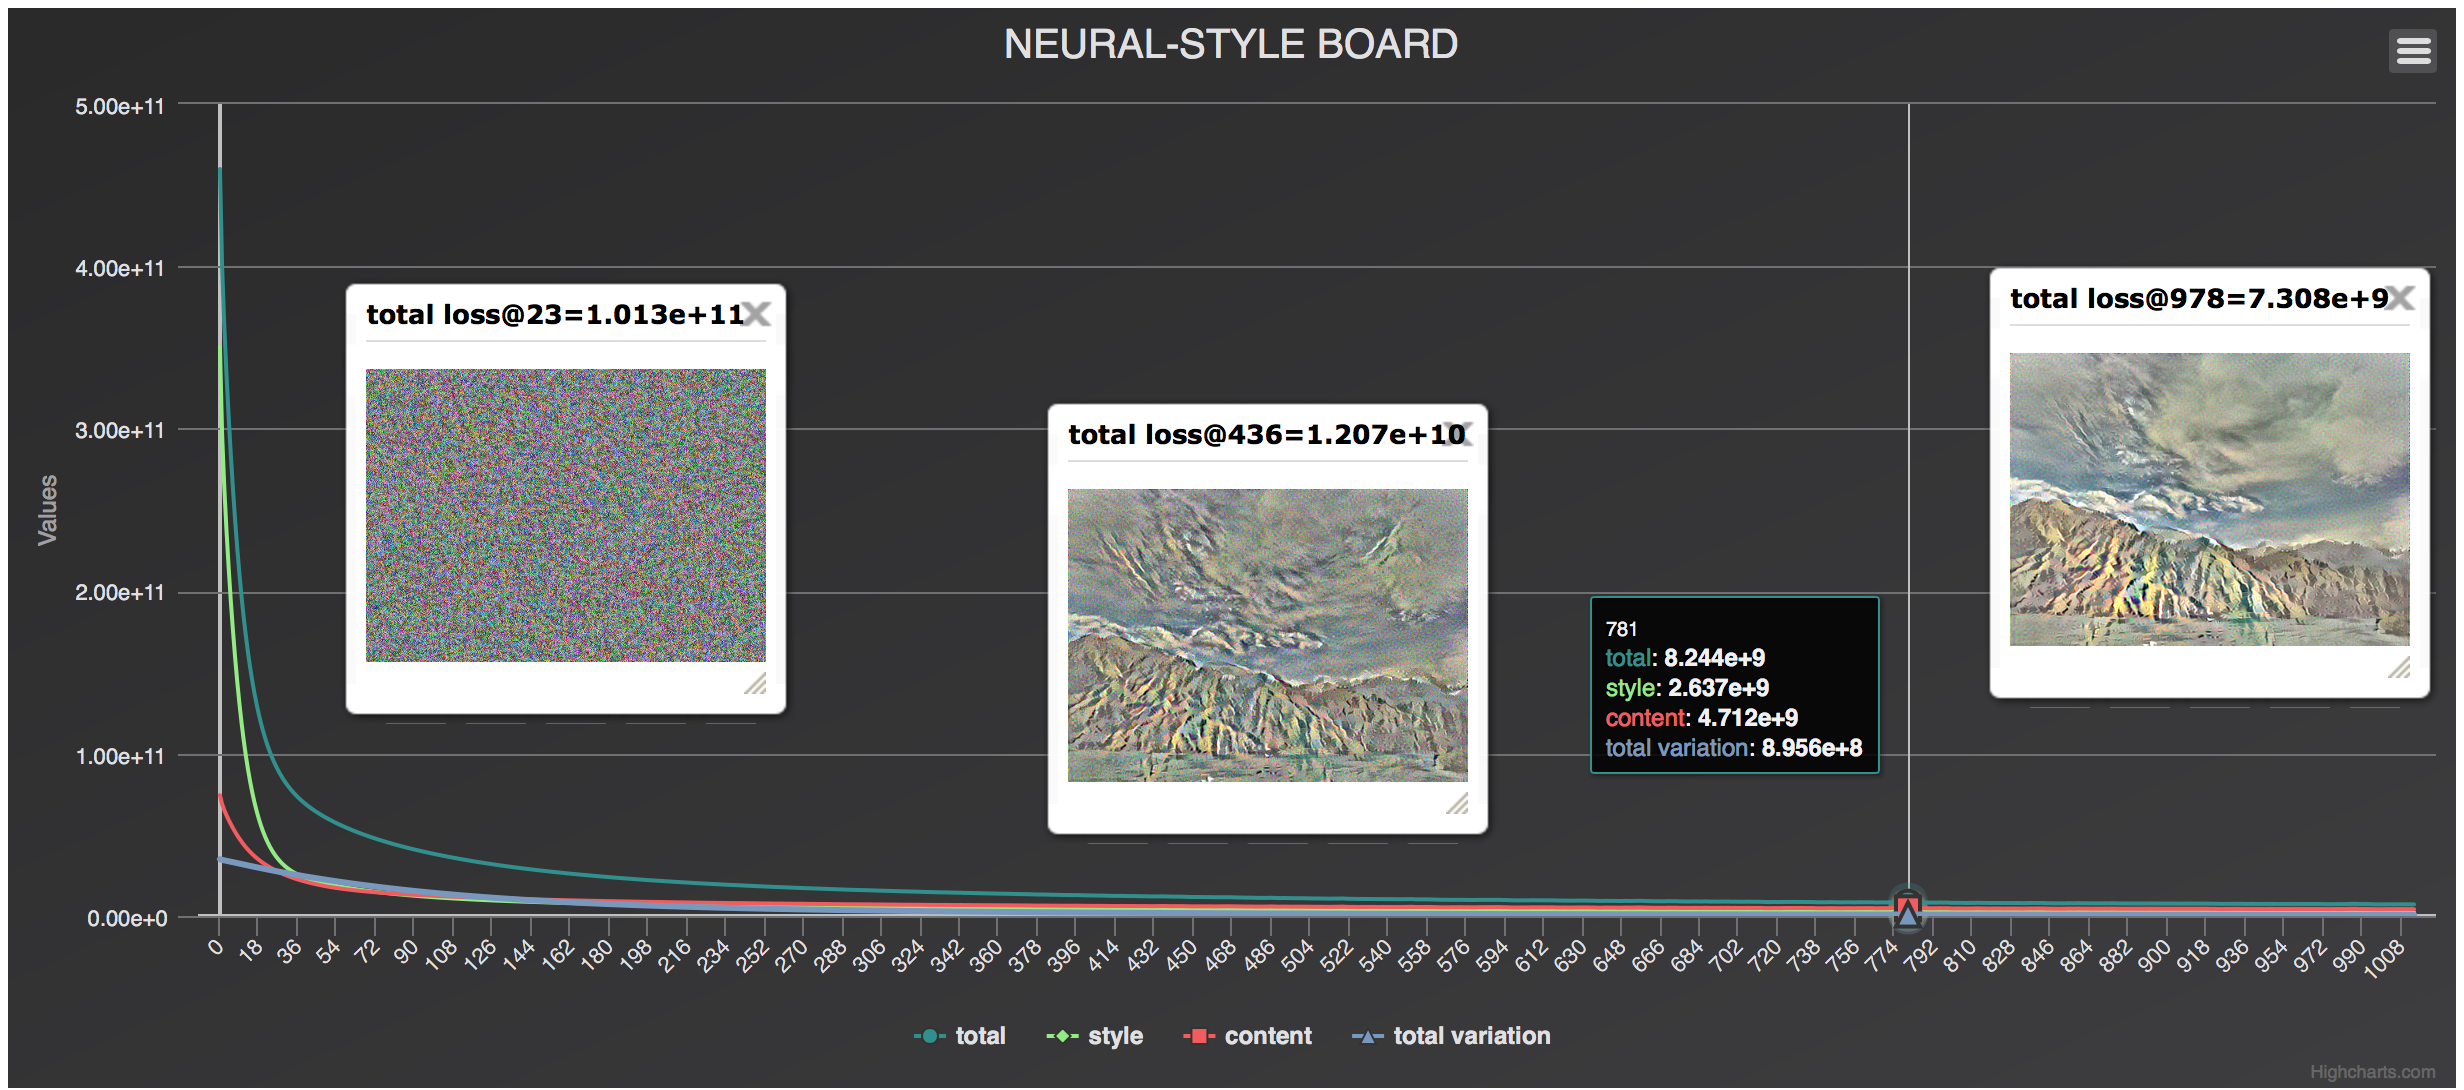 NEURAL-STYLE BOARD
5.00e+11
4.00e+11
3.00e+11
2.00e+11
1.00e+11
0.00e+0
Values
total loss@23=1.013e+11
total loss@436=1.207e+10
total loss@978=7.308e+9
781
total: 8.244e+9
style: 2.637e+9
content: 4.712e+9
total variation: 8.956e+8
0 18 36 54 72 90 108 126 144 162 180 198 216 234 252 270 288 306 324 342 360 378 396 414 432 450 468 486 504 522 540 558 576 594 612 630 648 666 684 702 720 738 756 774 792 810 828 846 864 882 900 918 936 954 972 990 1008
total style content total variation
Highcharts.com